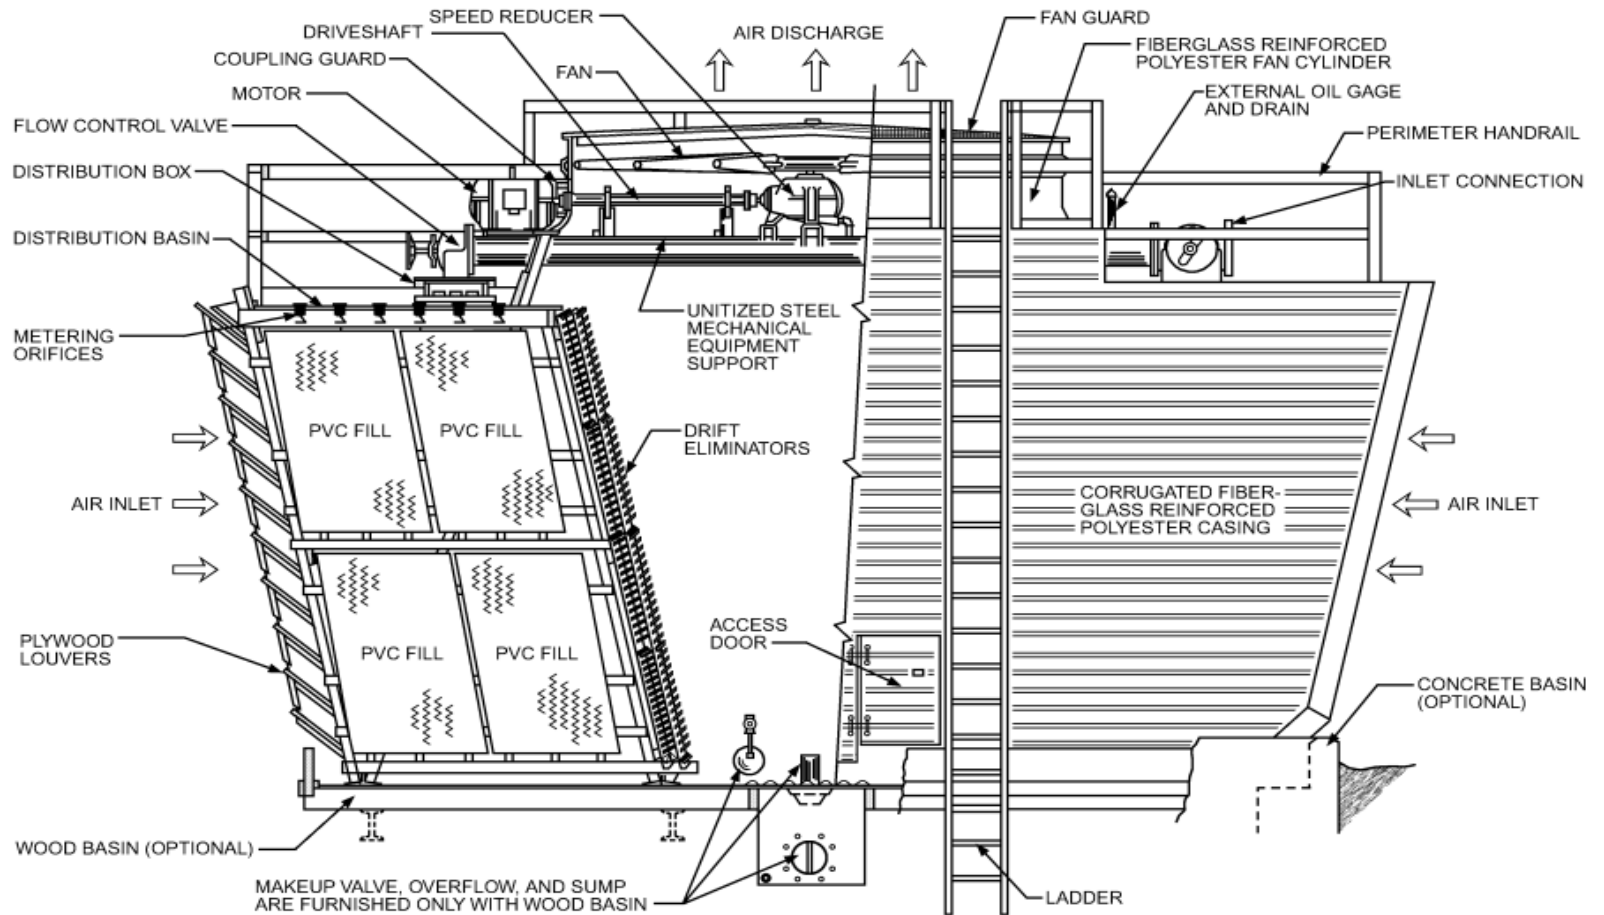 SPEED REDUCER
DRIVESHAFT
COUPLING GUARD
MOTOR
FLOW CONTROL VALVE
DISTRIBUTION BOX
DISTRIBUTION BASIN
METERING
ORIFICES
AIR INLET
PLYWOOD
LOUVERS
WOOD BASIN (OPTIONAL)
FAN
AIR DISCHARGE
FAN GUARD
FIBERGLASS REINFORCED
POLYESTER FAN CYLINDER
EXTERNAL OIL GAGE
AND DRAIN
PERIMETER HANDRAIL
INLET CONNECTION
UNITIZED STEEL
MECHANICAL
EQUIPMENT
SUPPORT
PVC FILL
PVC FILL
DRIFT
ELIMINATORS
PVC FILL
PVC FILL
CORRUGATED FIBER-
GLASS REINFORCED
POLYESTER CASING
AIR INLET
ACCESS
DOOR
CONCRETE BASIN
(OPTIONAL)
MAKEUP VALVE, OVERFLOW, AND SUMP
ARE FURNISHED ONLY WITH WOOD BASIN
LADDER